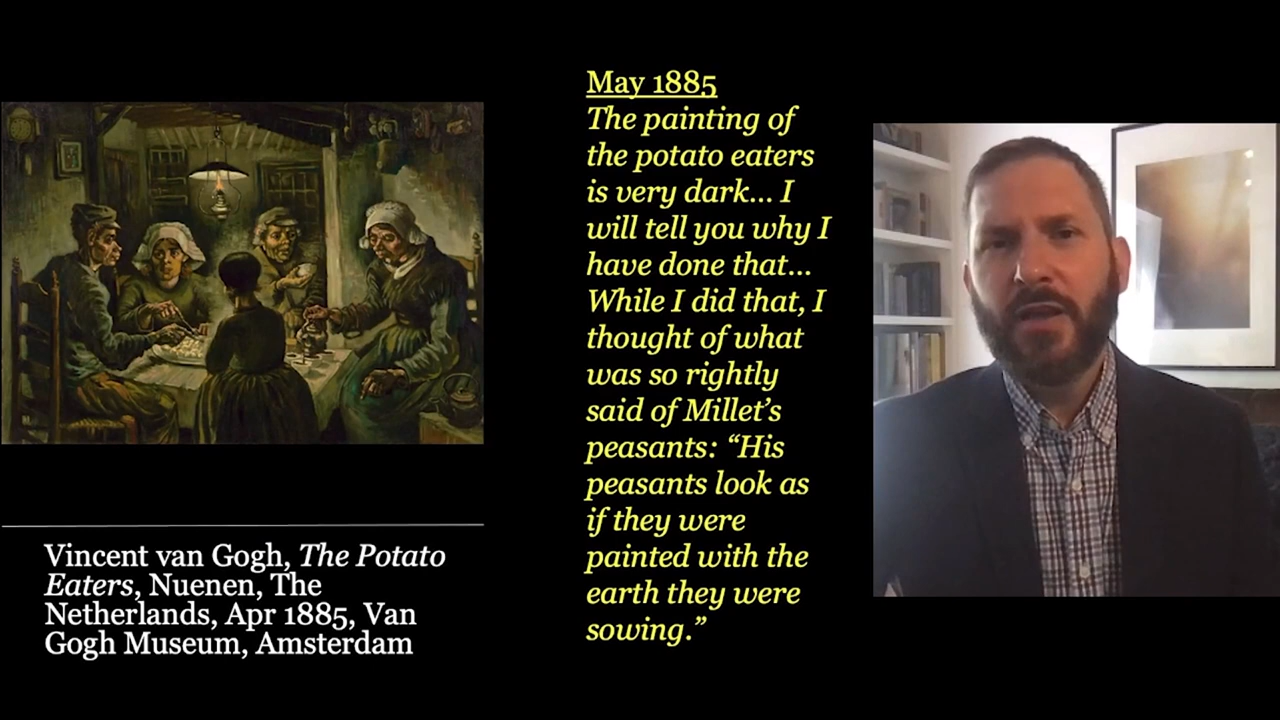 May 1885
The painting of
the potato eaters
is very dark... I
will tell you why I
have done that...
While I did that, I
thought of what
was so rightly
said of Millet’s
peasants: “His
peasants look as
if they were
painted with the
earth they were
sowing.”
Vincent van Gogh, The Potato
Eaters, Nuenen, The
Netherlands, Apr 1885, Van
Gogh Museum, Amsterdam